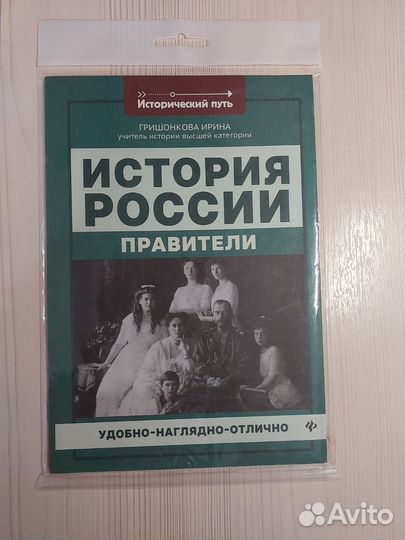 Исторический путь
ГРИШОНКОВА ИРИНА
учитель истории высшей категории
ИСТОРИЯ
РОССИИ
ПРАВИТЕЛИ
УДОБНО-НАГЛЯДНО-ОТЛИЧНО
Avito